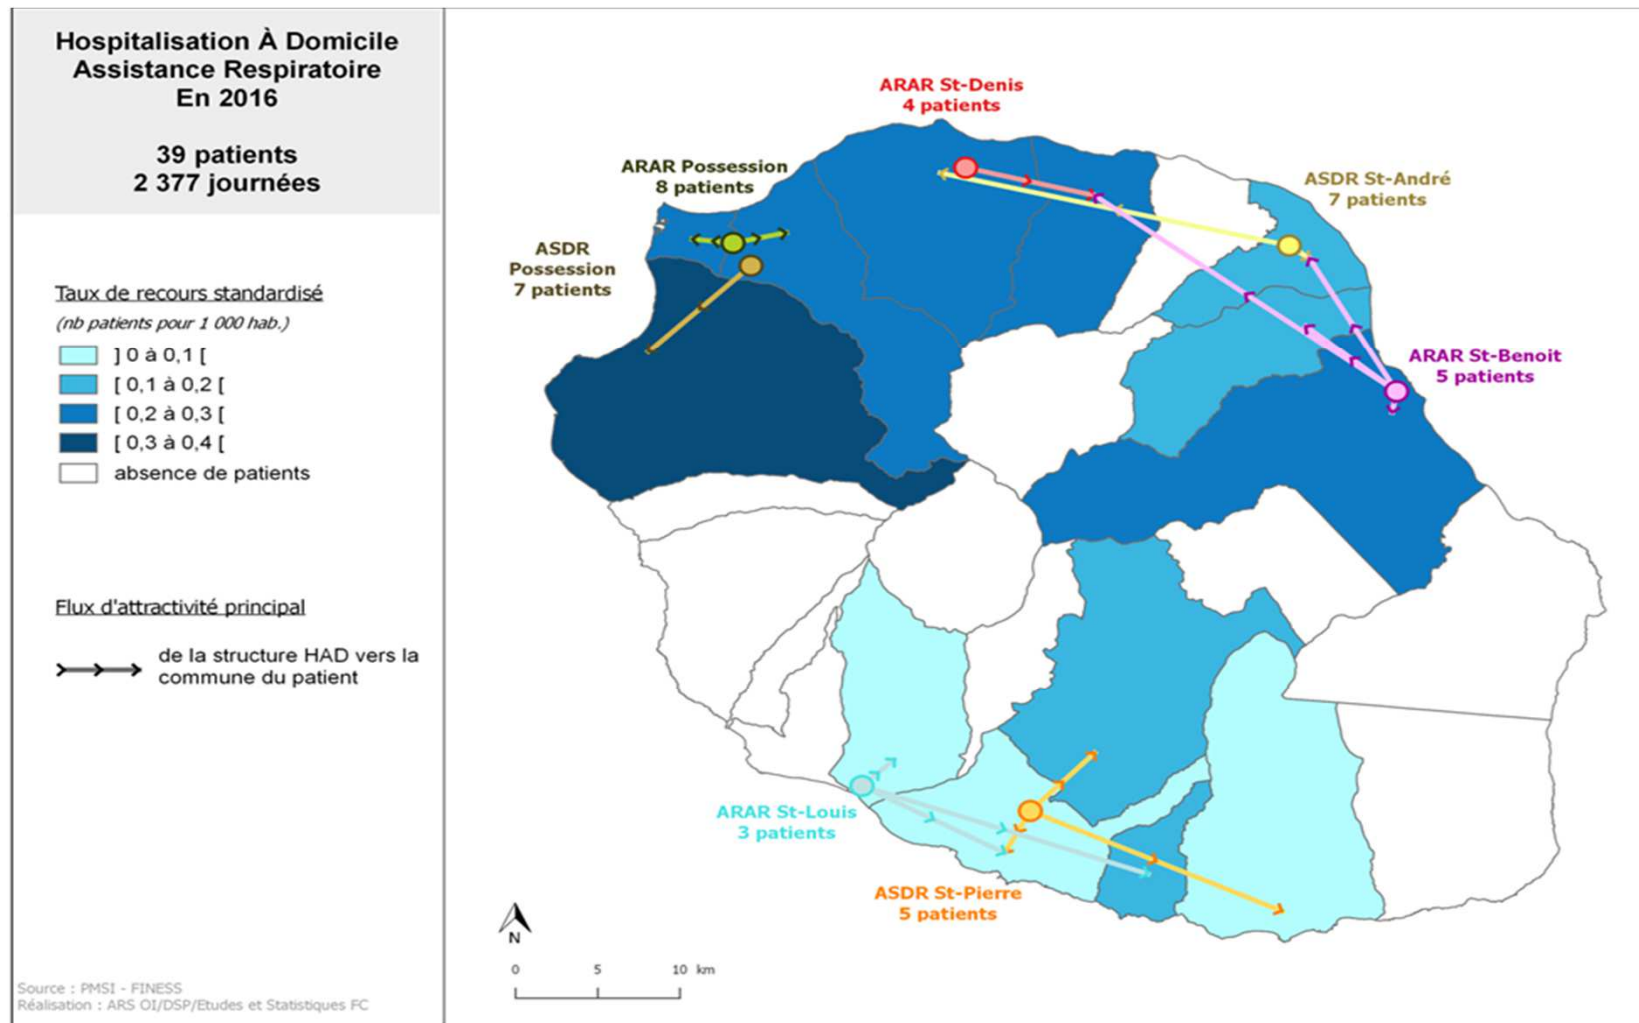 Hospitalisation À Domicile
Assistance Respiratoire
En 2016
39 patients
2 377 journées
Taux de recours standardisé
(nb patients pour 1 000 hab.)
] 0 à 0,1 [
[ 0,1 à 0,2 [
[ 0,2 à 0,3 [
[ 0,3 à 0,4 [
absence de patients
Flux d'attractivité principal
de la structure HAD vers la
commune du patient
Source : PMSI - FINESS
Réalisation : ARS OI/DSP/Etudes et Statistiques FC
ARAR St-Denis
4 patients
ARAR Possession
8 patients
ASDR St-André
7 patients
ASDR
Possession
7 patients
ARAR St-Benoit
5 patients
ARAR St-Louis
3 patients
ASDR St-Pierre
5 patients
N
0 5 10 km